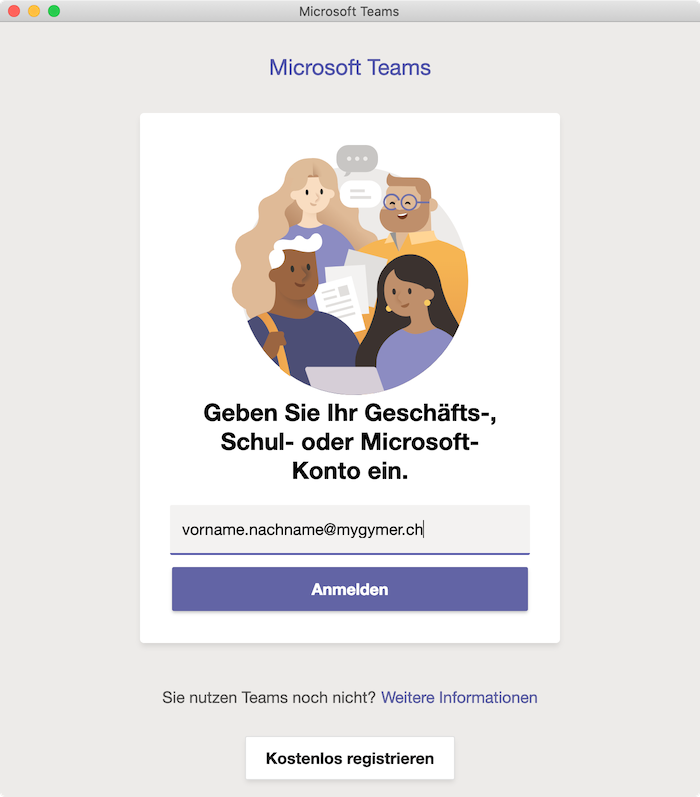 Microsoft Teams
Microsoft Teams
Geben Sie Ihr Geschäfts-,
Schul- oder Microsoft-
Konto ein.
vorname.nachname@mygymer.ch
Anmelden
Sie nutzen Teams noch nicht? Weitere Informationen
Kostenlos registrieren